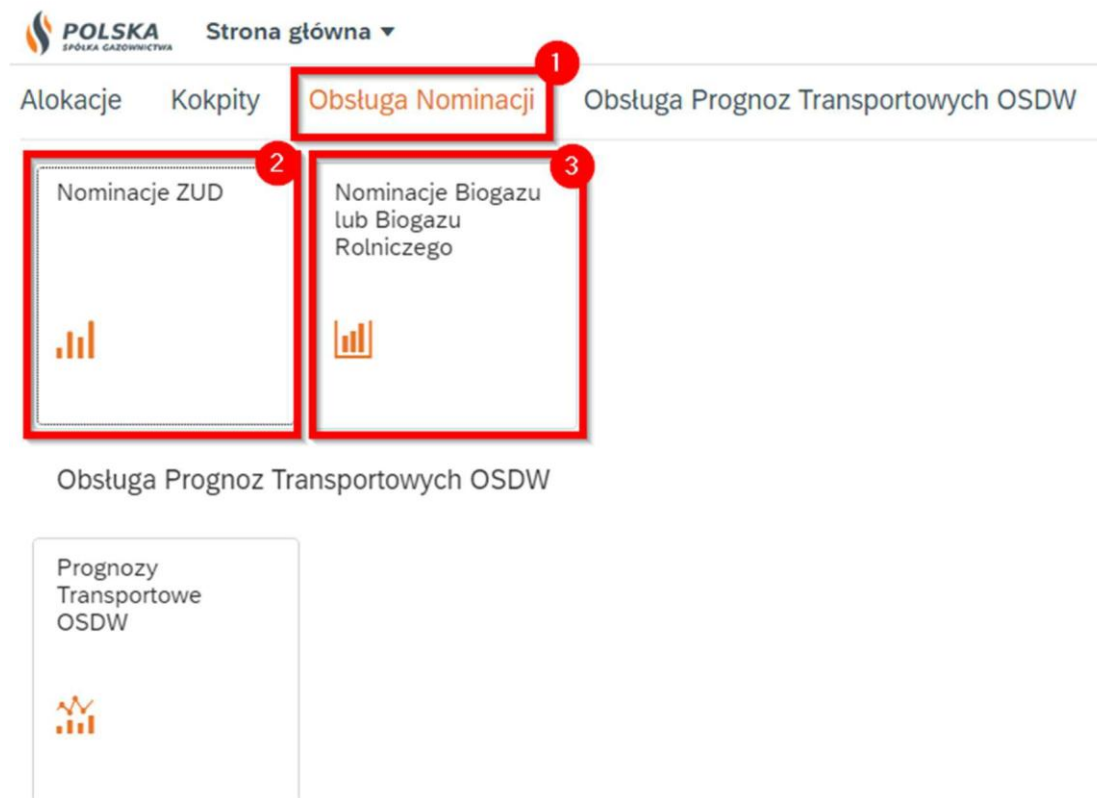 POLSKA Strona główna ▾
SPÓŁKA GAZOWNICTWA
1
Alokacje Kokpity Obsługa Nominacji Obsługa Prognoz Transportowych OSDW
2
3
Nominacje ZUD
Nominacje Biogazu
lub Biogazu
Rolniczego
Obsługa Prognoz Transportowych OSDW
Prognozy
Transportowe
OSDW